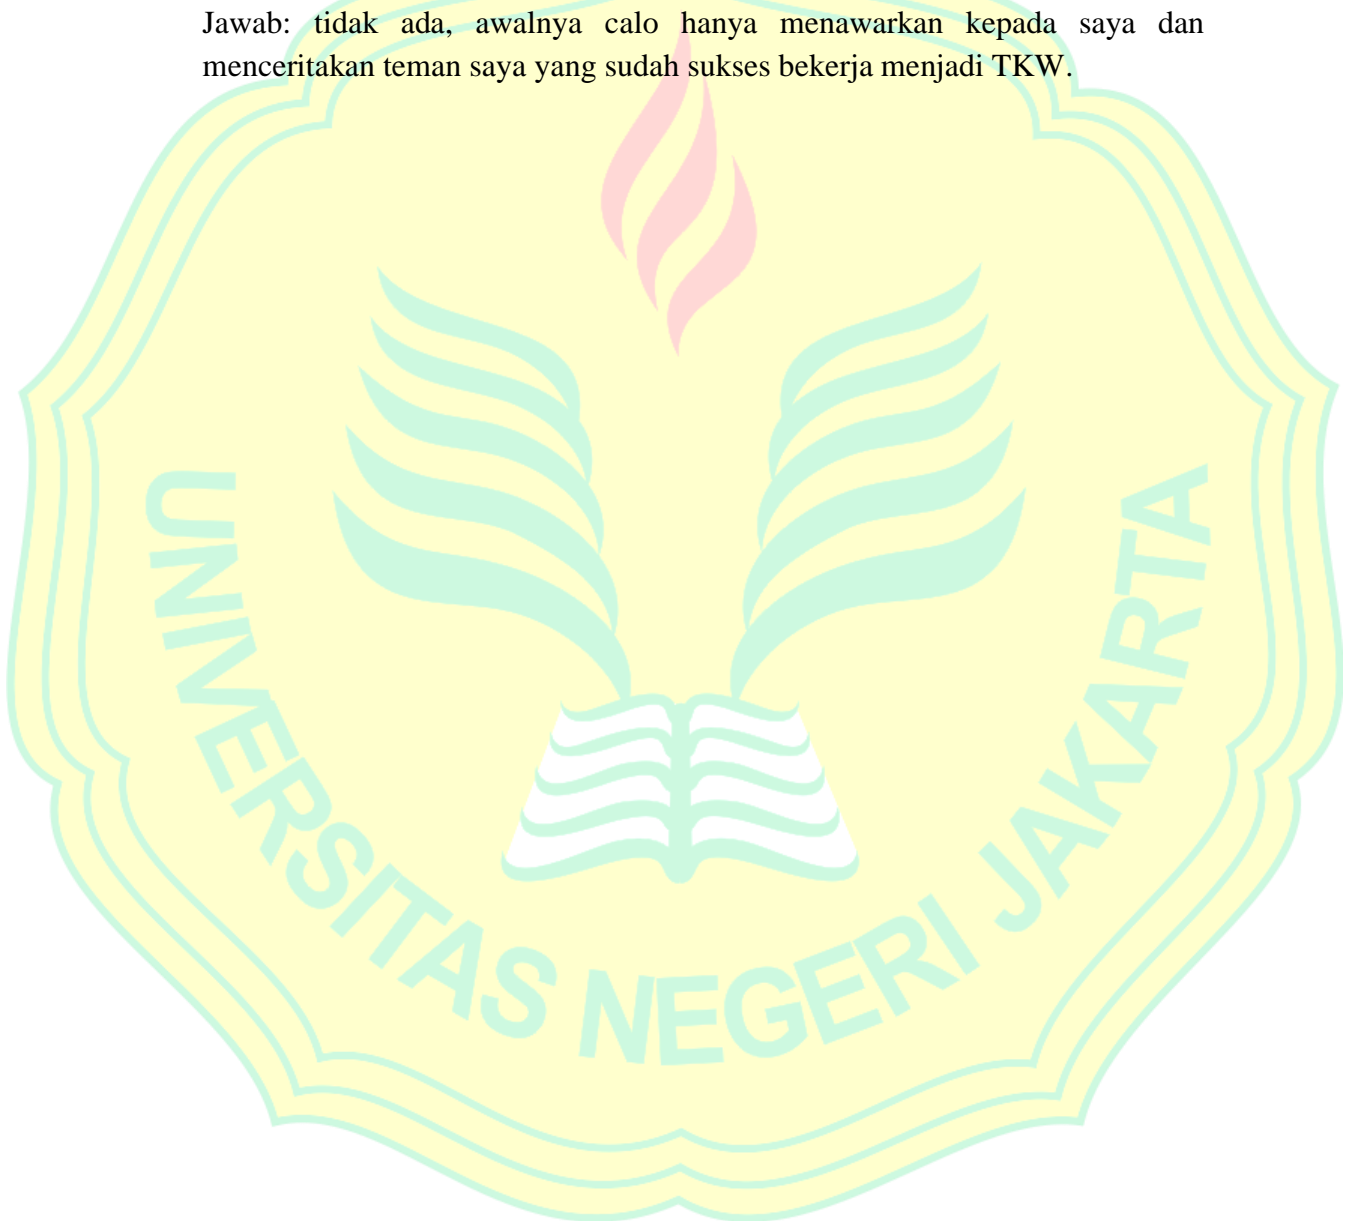 Jawab: tidak ada, awalnya calo hanya menawarkan kepada saya dan
menceritakan teman saya yang sudah sukses bekerja menjadi TKW.
UNIVERSITAS NEGERI JAKARTA